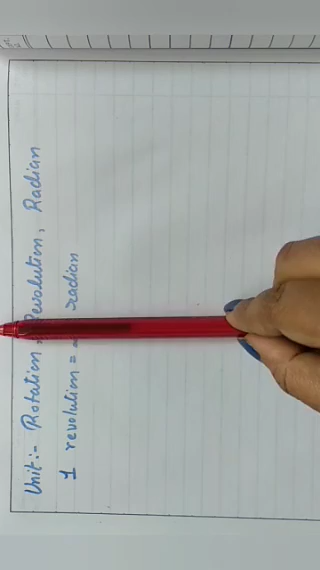 Unit:- Rotation, Revolution, Radian
1 revolution = radian